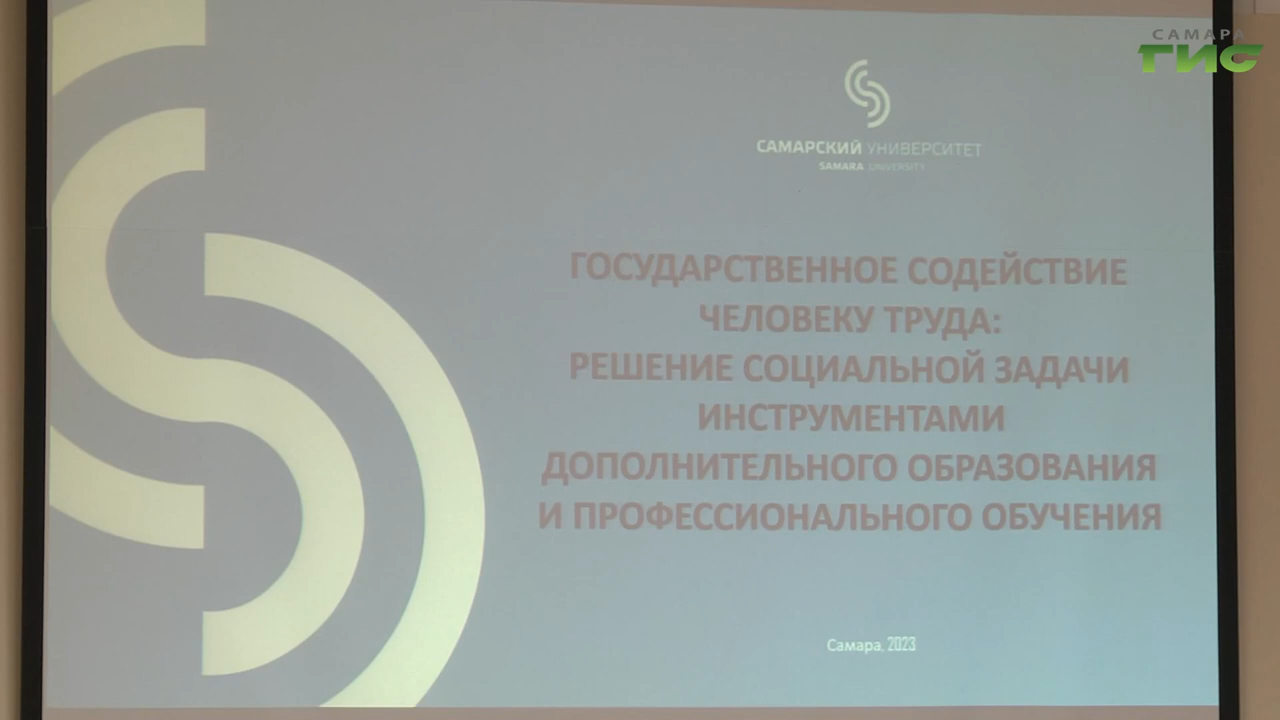 САМАРА
ГИС
САМАРСКИЙ УНИВЕРСИТЕТ
SAMARA UNIVERSITY
ГОСУДАРСТВЕННОЕ СОДЕЙСТВИЕ
ЧЕЛОВЕКУ ТРУДА:
РЕШЕНИЕ СОЦИАЛЬНОЙ ЗАДАЧИ
ИНСТРУМЕНТАМИ
ДОПОЛНИТЕЛЬНОГО ОБРАЗОВАНИЯ
И ПРОФЕССИОНАЛЬНОГО ОБУЧЕНИЯ
Самара, 2023